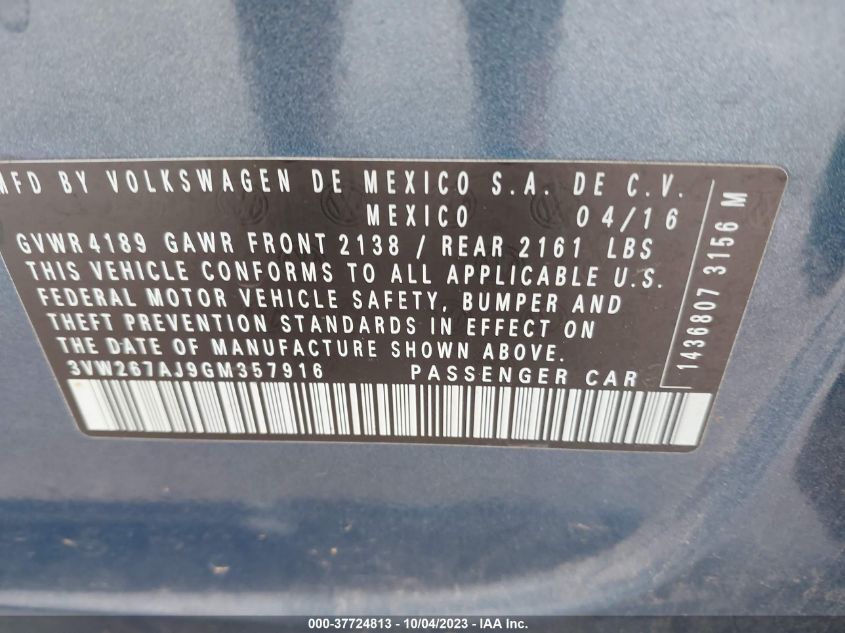 MFD BY VOLKSWAGEN DE MEXICO S.A. DE C.V.
MEXICO 04/16
GVWR 4189 GAWR FRONT 2138 / REAR 2161 LBS
THIS VEHICLE CONFORMS TO ALL APPLICABLE U.S.
FEDERAL MOTOR VEHICLE SAFETY, BUMPER AND
THEFT PREVENTION STANDARDS IN EFFECT ON
THE DATE OF MANUFACTURE SHOWN ABOVE.
3VW267AJ9GM357916 PASSENGER CAR
1436807 3156 M
000-37724813 - 10/04/2023 - IAA Inc.